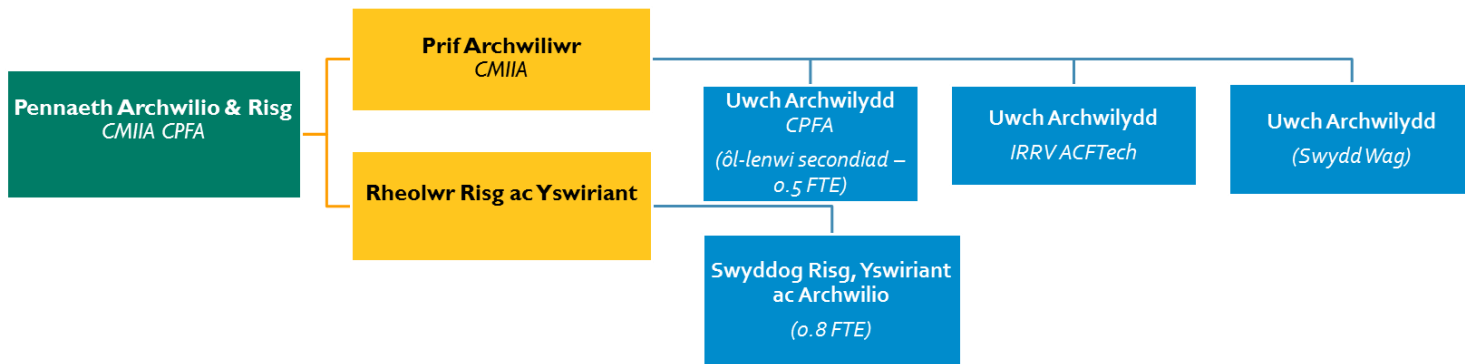 Pennaeth Archwilio & Risg
CMIIA CPFA
Prif Archwiliwr
CMIIA
Rheolwr Risg ac Yswiriant
Uwch Archwilydd
CPFA
(ôl-lenwi secondiad –
0.5 FTE)
Uwch Archwilydd
IRRV ACFTech
Uwch Archwilydd
(Swydd Wag)
Swyddog Risg, Yswiriant
ac Archwilio
(0.8 FTE)